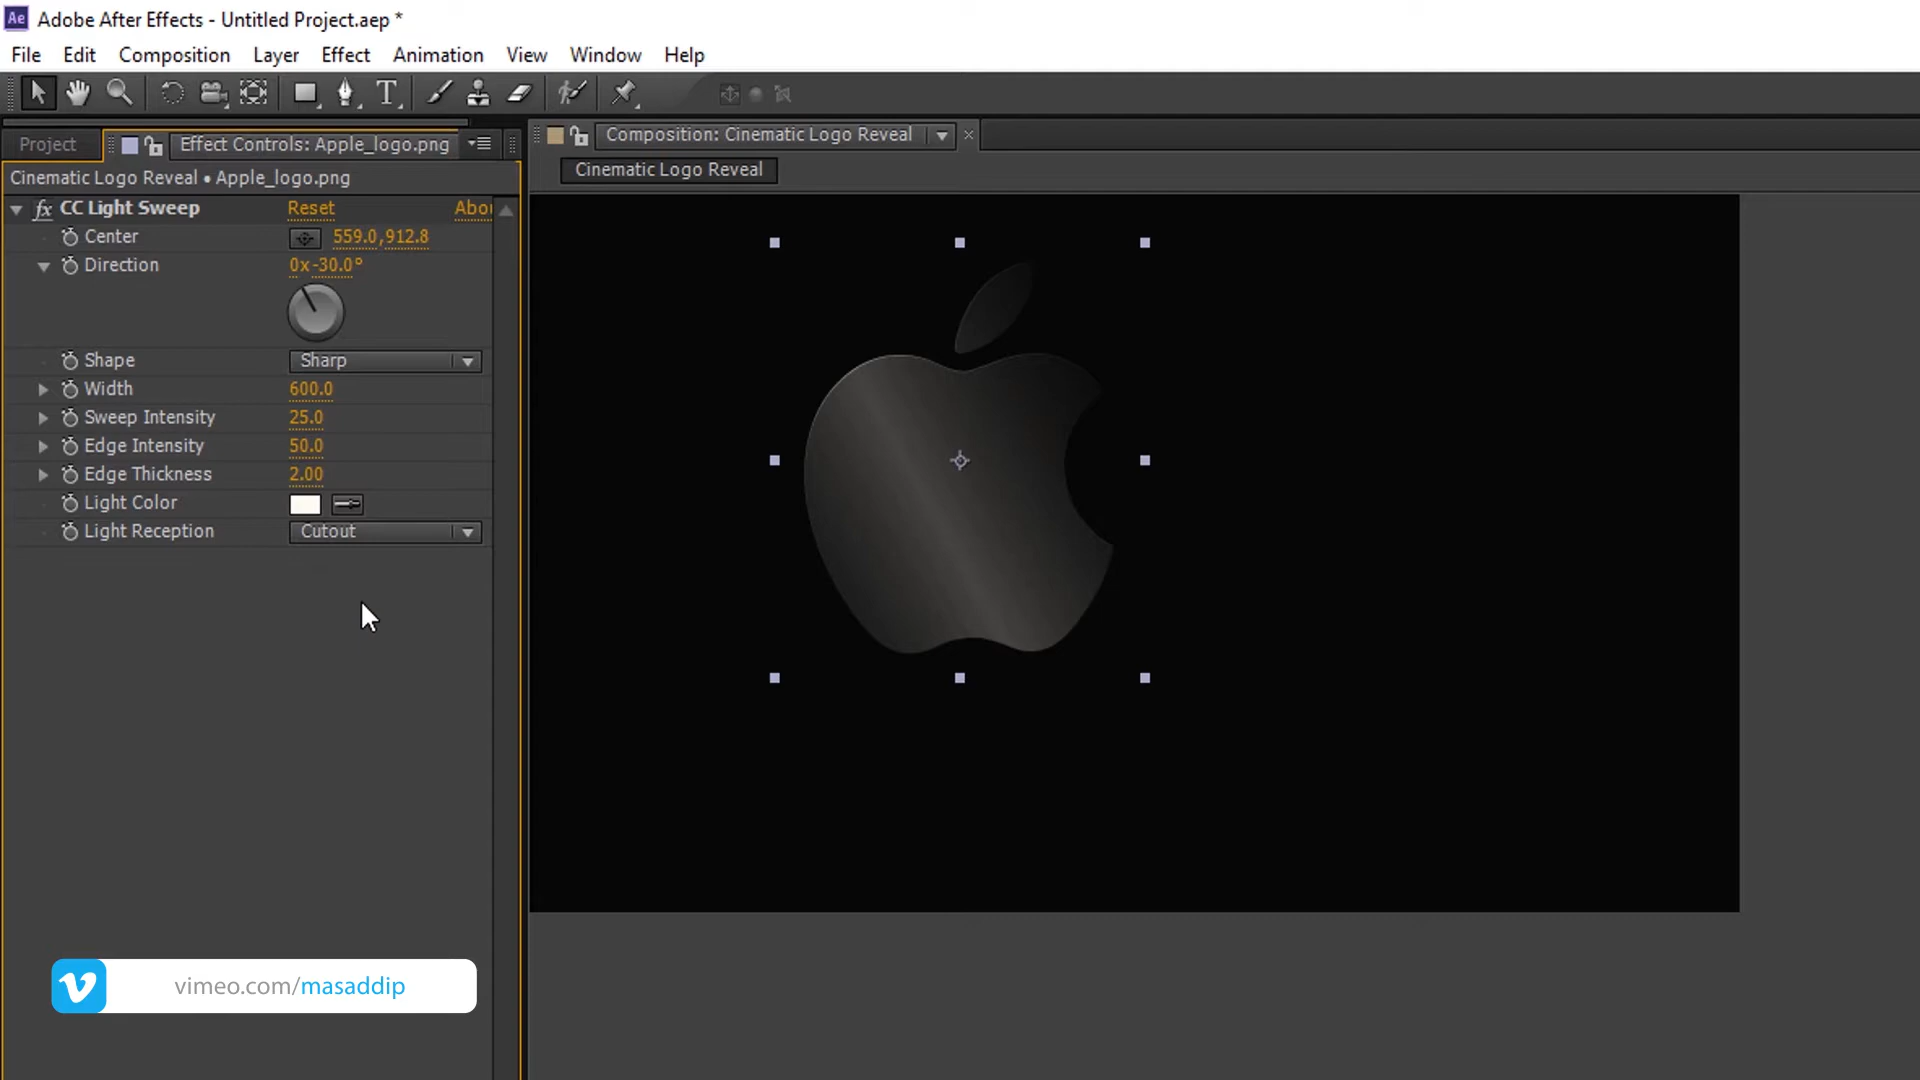 Ae Adobe After Effects - Untitled Project.aep *
File Edit Composition Layer Effect Animation View Window Help
T
Project Effect Controls: Apple_logo.png
Composition: Cinematic Logo Reveal
Cinematic Logo Reveal
Cinematic Logo Reveal • Apple_logo.png
fx CC Light Sweep Reset Abo
Center 559.0,912.8
Direction 0x-30.0°
Shape Sharp
Width 600.0
Sweep Intensity 25.0
Edge Intensity 50.0
Edge Thickness 2.00
Light Color
Light Reception Cutout
vimeo.com/masaddip